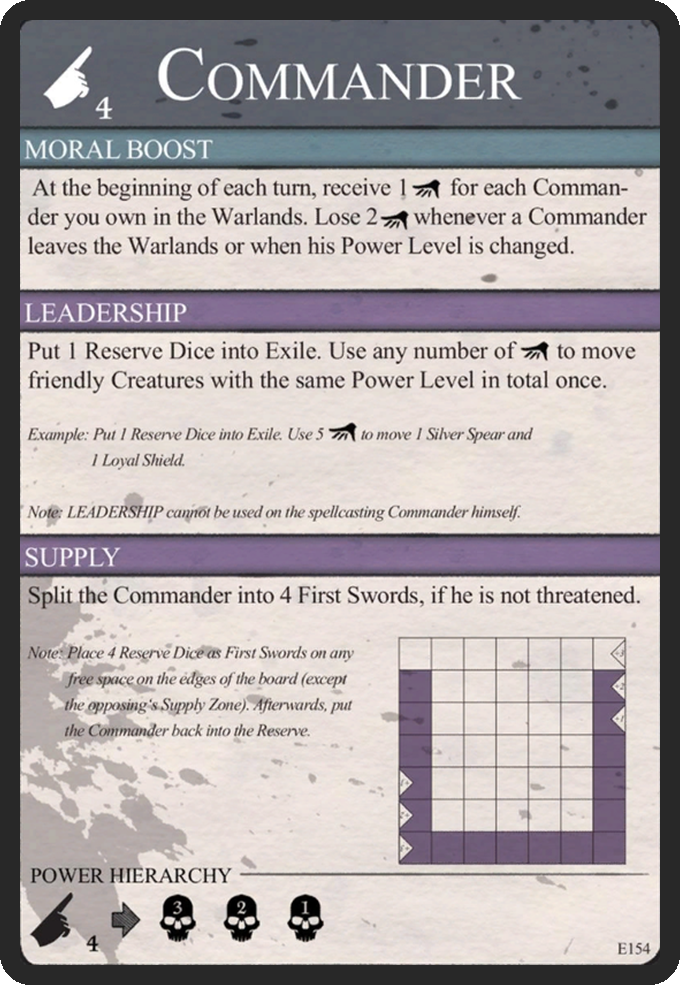 4
COMMANDER
MORAL BOOST
At the beginning of each turn, receive 1 for each Comman-
der you own in the Warlands. Lose 2 whenever a Commander
leaves the Warlands or when his Power Level is changed.
LEADERSHIP
Put 1 Reserve Dice into Exile. Use any number of to move
friendly Creatures with the same Power Level in total once.
Example: Put 1 Reserve Dice into Exile. Use 5 to move 1 Silver Spear and
1 Loyal Shield.
Note: LEADERSHIP cannot be used on the spellcasting Commander himself.
SUPPLY
Split the Commander into 4 First Swords, if he is not threatened.
Note: Place 4 Reserve Dice as First Swords on any
free space on the edges of the board (except
the opposing's Supply Zone). Afterwards, put
the Commander back into the Reserve.
POWER HIERARCHY
4 3 2 1
E154